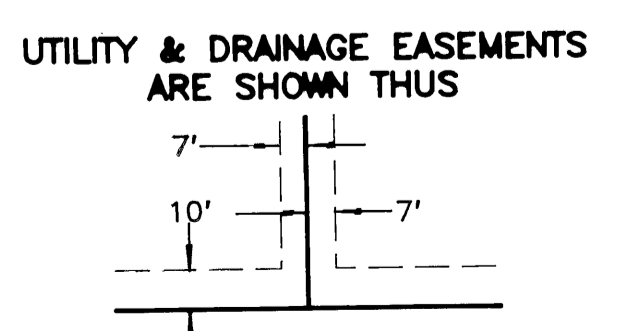 UTILITY & DRAINAGE EASEMENTS
ARE SHOWN THUS
7'
10'
7'